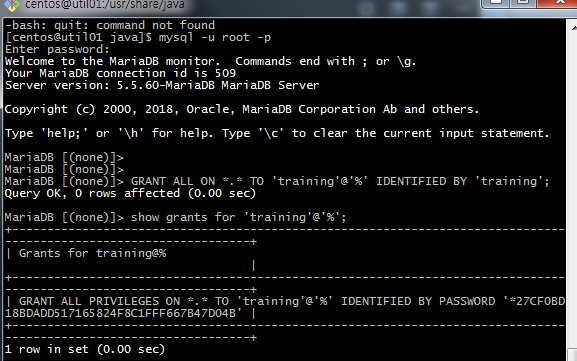 centos@util01:/usr/share/java
-bash: quit: command not found
[centos@util01 java]$ mysql -u root -p
Enter password:
Welcome to the MariaDB monitor.  Commands end with ; or \g.
Your MariaDB connection id is 509
Server version: 5.5.60-MariaDB MariaDB Server

Copyright (c) 2000, 2018, Oracle, MariaDB Corporation Ab and others.

Type 'help;' or '\h' for help. Type '\c' to clear the current input statement.

MariaDB [(none)]>
MariaDB [(none)]>
MariaDB [(none)]> GRANT ALL ON *.* TO 'training'@'%' IDENTIFIED BY 'training';
Query OK, 0 rows affected (0.00 sec)

MariaDB [(none)]> show grants for 'training'@'%';
+------------------------------------------------------------------------------
-----------------------------------+
| Grants for training@%
                                   |
+------------------------------------------------------------------------------
-----------------------------------+
| GRANT ALL PRIVILEGES ON *.* TO 'training'@'%' IDENTIFIED BY PASSWORD '*27CF0BD
18BDADD517165824F8C1FFF667B47D04B' |
+------------------------------------------------------------------------------
-----------------------------------+
1 row in set (0.00 sec)